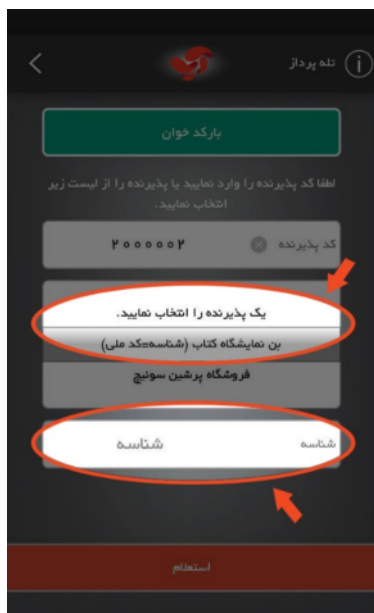 تله پرداز
بارکد خوان
لطفا کد پذیرنده را وارد نمایید یا پذیرنده را از لیست زیر
انتخاب نمایید.
کد پذیرنده ۲۰۰۰۰۰۲
یک پذیرنده را انتخاب نمایید.
بن نمایشگاه کتاب (شناسه=کد ملی)
فروشگاه پرشین سوئیچ
شناسه شناسه
استعلام